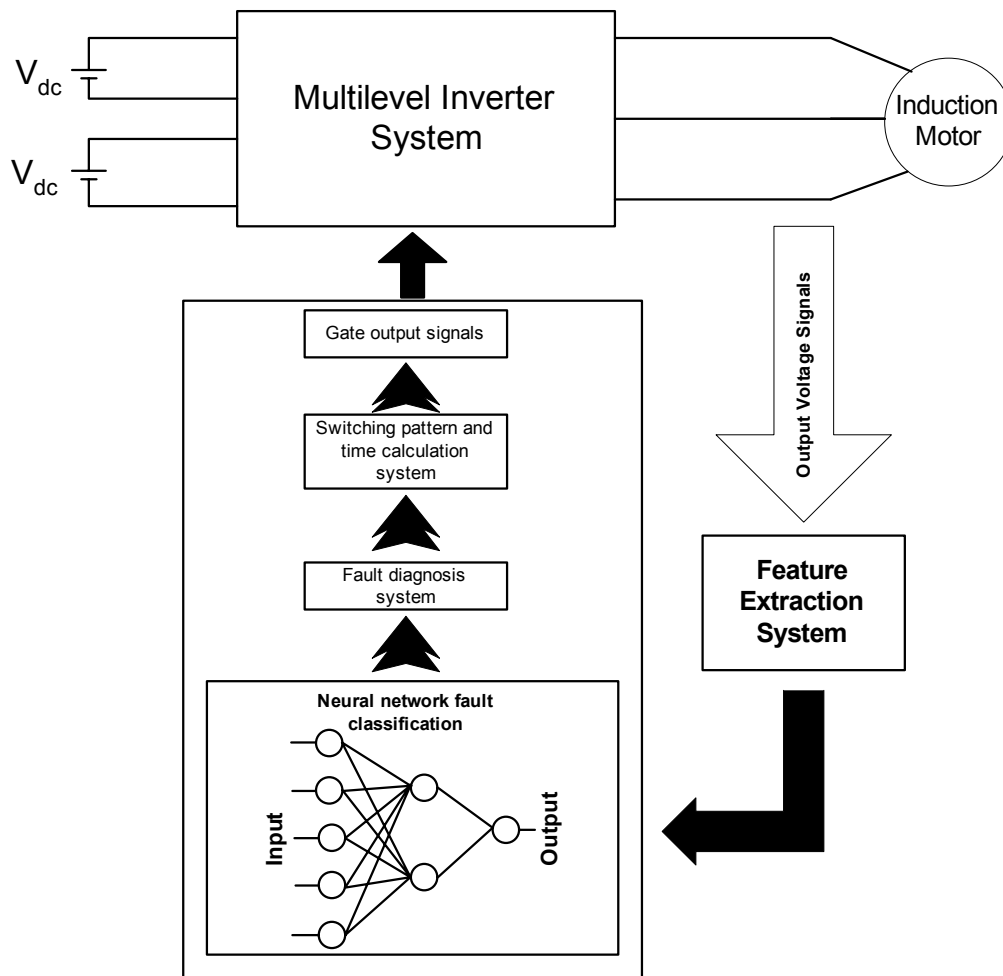 V_dc
V_dc
Multilevel Inverter
System
Induction
Motor
Output Voltage Signals
Gate output signals
Switching pattern and
time calculation
system
Fault diagnosis
system
Feature
Extraction
System
Neural network fault
classification
Input
Output